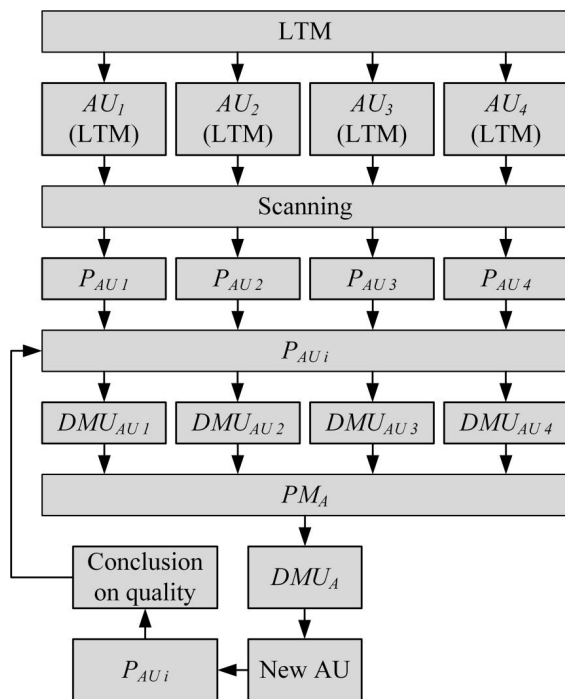 LTM
AU1 AU2 AU3 AU4
(LTM) (LTM) (LTM) (LTM)
Scanning
PAU 1 PAU 2 PAU 3 PAU 4
PAU i
DMUAU 1 DMUAU 2 DMUAU 3 DMUAU 4
PMA
Conclusion
on quality
DMUA
PAU i
New AU